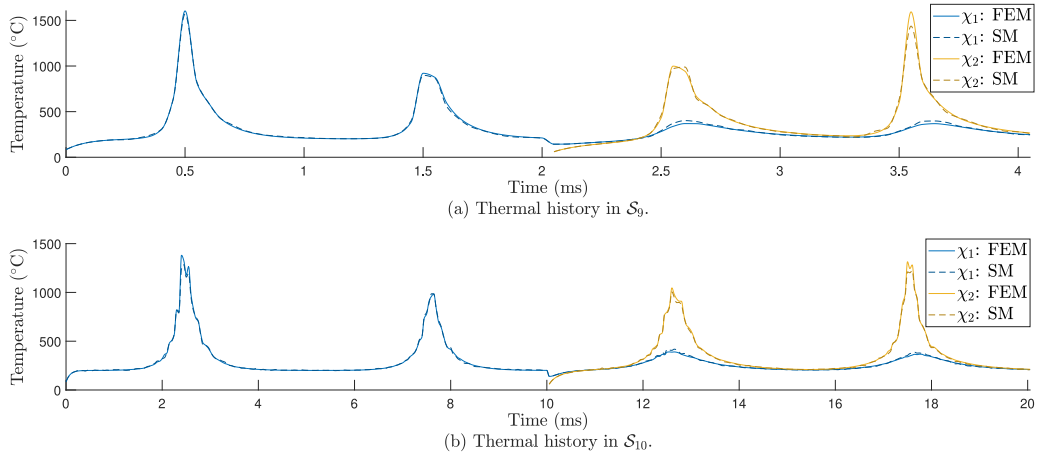 1500
1000
500
0
Temperature (°C)
χ₁: FEM
χ₁: SM
χ₂: FEM
χ₂: SM
0 0.5 1 1.5 2 2.5 3 3.5 4
Time (ms)
(a) Thermal history in 𝒮₉.
1500
1000
500
0
Temperature (°C)
χ₁: FEM
χ₁: SM
χ₂: FEM
χ₂: SM
0 2 4 6 8 10 12 14 16 18 20
Time (ms)
(b) Thermal history in 𝒮₁₀.